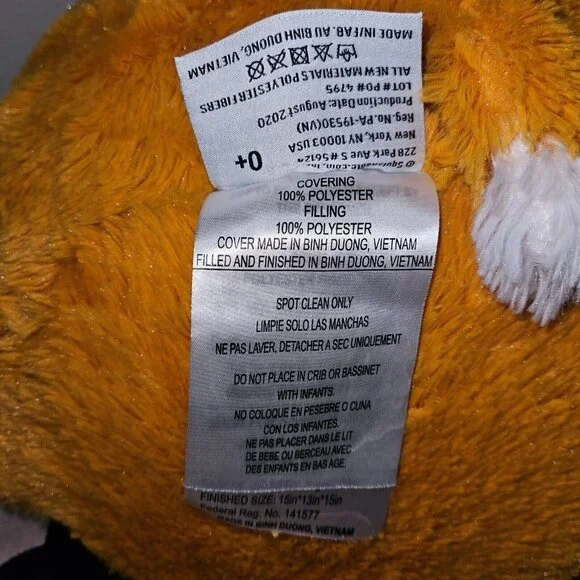 MADE IN/FAB. AU BINH DUONG, VIETNAM
ALL NEW MATERIALS POLYESTER FIBERS
LOT # PO# 4795
Production Date: August 2020
Reg. No.PA-19530(VN)
New York, NY10003 USA
228 Park Ave S #56124
0+
COVERING
100% POLYESTER
FILLING
100% POLYESTER
COVER MADE IN BINH DUONG, VIETNAM
FILLED AND FINISHED IN BINH DUONG, VIETNAM
SPOT CLEAN ONLY
LIMPIE SOLO LAS MANCHAS
NE PAS LAVER, DETACHER A SEC UNIQUEMENT
DO NOT PLACE IN CRIB OR BASSINET
WITH INFANTS.
NO COLOQUE EN PESEBRE O CUNA
CON LOS INFANTES.
NE PAS PLACER DANS LE LIT
DE BEBE OU BERCEAU AVEC
DES ENFANTS EN BAS AGE.
FINISHED SIZE: 15in*13in*15in
Federal Reg. No. 141577
MADE IN BINH DUONG, VIETNAM